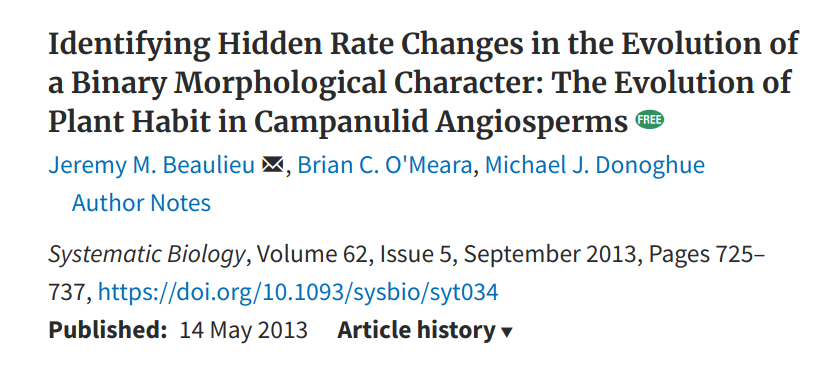 Identifying Hidden Rate Changes in the Evolution of
a Binary Morphological Character: The Evolution of
Plant Habit in Campanulid Angiosperms FREE
Jeremy M. Beaulieu, Brian C. O'Meara, Michael J. Donoghue
Author Notes
Systematic Biology, Volume 62, Issue 5, September 2013, Pages 725–
737, https://doi.org/10.1093/sysbio/syt034
Published: 14 May 2013 Article history ▾